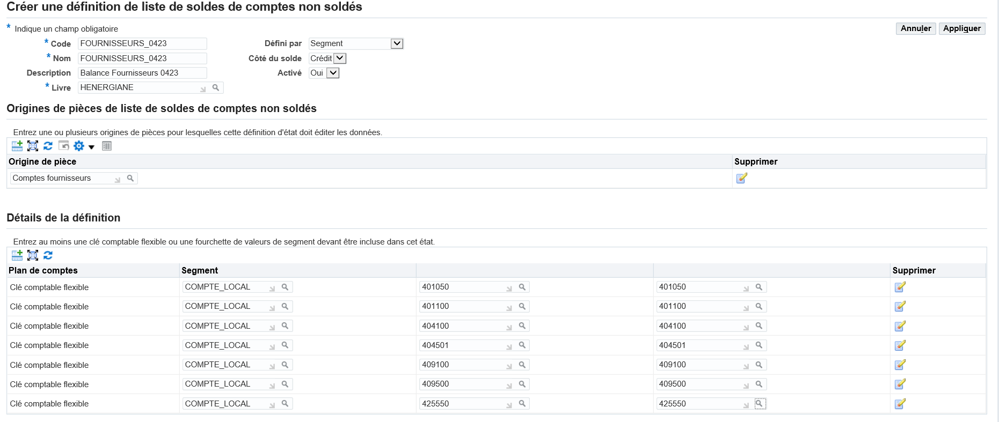 Créer une définition de liste de soldes de comptes non soldés
* Indique un champ obligatoire
Annuler Appliquer
* Code FOURNISSEURS_0423 Défini par Segment
* Nom FOURNISSEURS_0423 Côté du solde Crédit
Description Balance Fournisseurs 0423 Activé Oui
* Livre HENERGIANE
Origines de pièces de liste de soldes de comptes non soldés
Entrez une ou plusieurs origines de pièces pour lesquelles cette définition d'état doit éditer les données.
Origine de pièce Supprimer
Comptes fournisseurs
Détails de la définition
Entrez au moins une clé comptable flexible ou une fourchette de valeurs de segment devant être incluse dans cet état.
Plan de comptes Segment Supprimer
Clé comptable flexible COMPTE_LOCAL 401050 401050
Clé comptable flexible COMPTE_LOCAL 401100 401100
Clé comptable flexible COMPTE_LOCAL 404100 404100
Clé comptable flexible COMPTE_LOCAL 404501 404501
Clé comptable flexible COMPTE_LOCAL 409100 409100
Clé comptable flexible COMPTE_LOCAL 409500 409500
Clé comptable flexible COMPTE_LOCAL 425550 425550